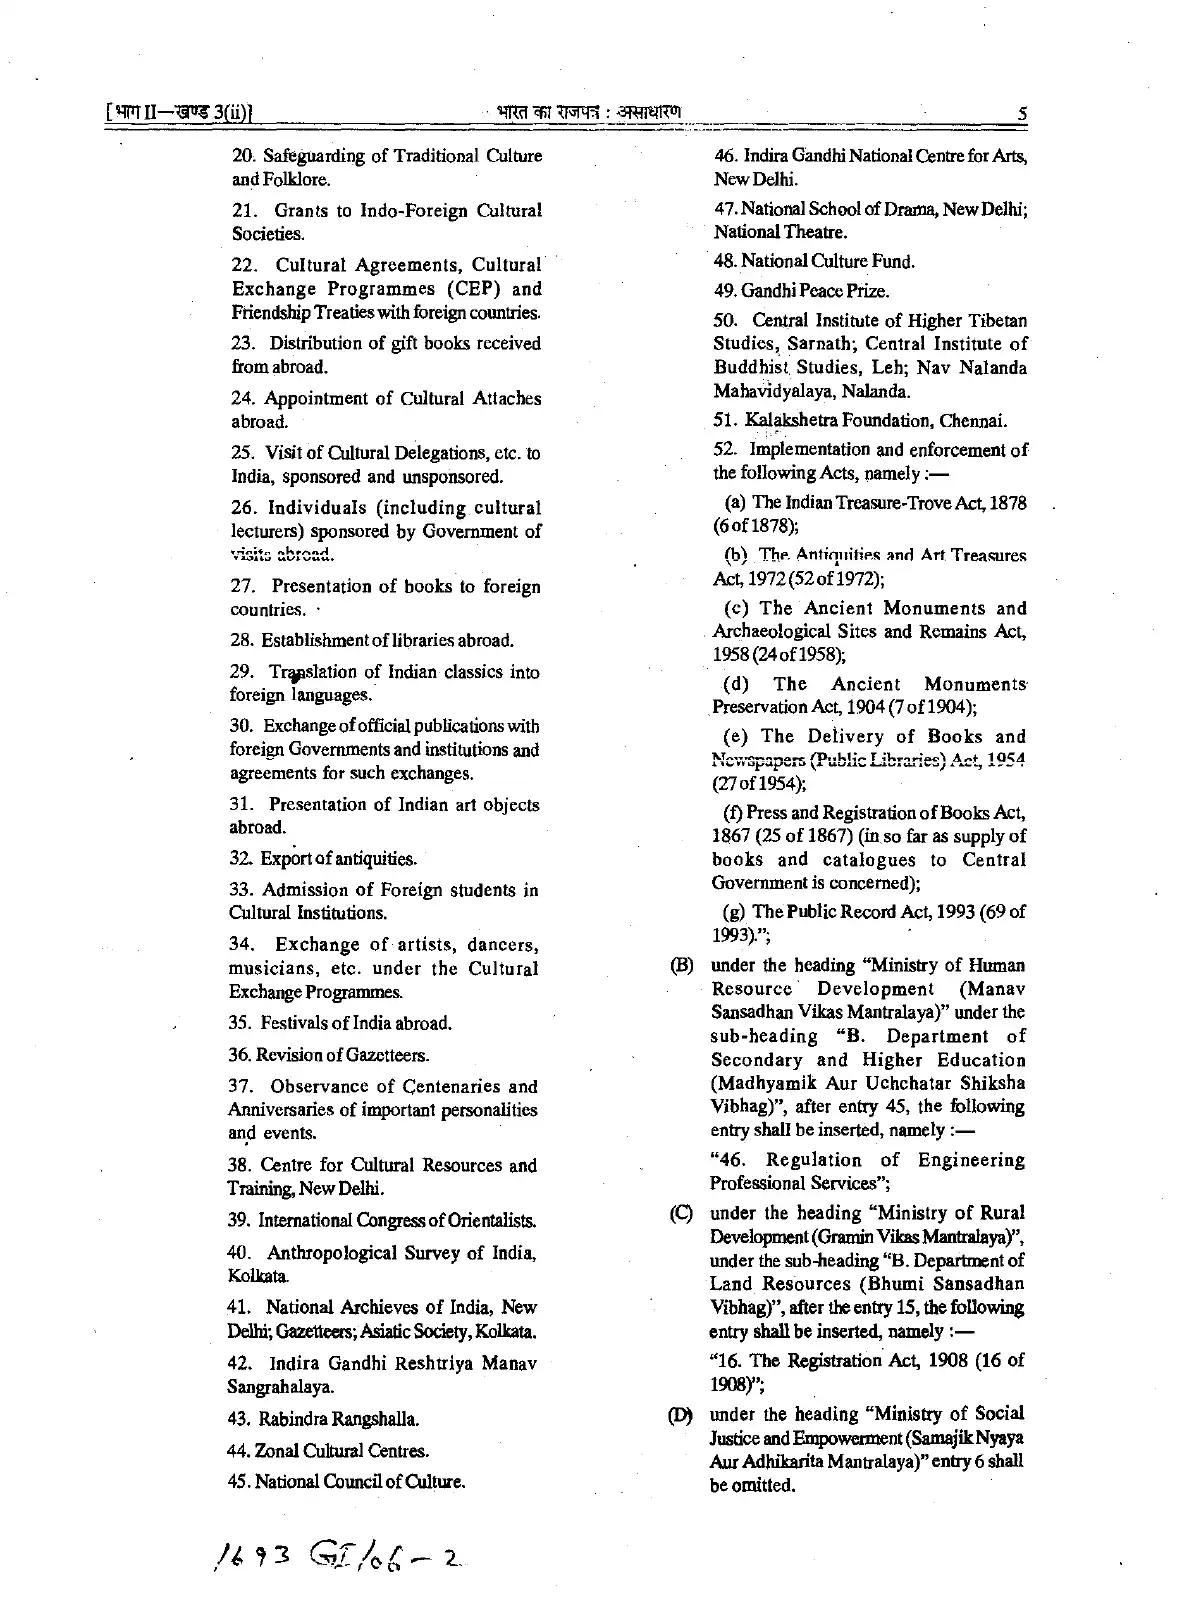 [भाग II—खण्ड 3(ii)]
भारत का राजपत्र : असाधारण
5
20. Safeguarding of Traditional Culture
and Folklore.
21. Grants to Indo-Foreign Cultural
Societies.
22. Cultural Agreements, Cultural
Exchange Programmes (CEP) and
Friendship Treaties with foreign countries.
23. Distribution of gift books received
from abroad.
24. Appointment of Cultural Attaches
abroad.
25. Visit of Cultural Delegations, etc. to
India, sponsored and unsponsored.
26. Individuals (including cultural
lecturers) sponsored by Government of
visits abroad.
27. Presentation of books to foreign
countries.
28. Establishment of libraries abroad.
29. Translation of Indian classics into
foreign languages.
30. Exchange of official publications with
foreign Governments and institutions and
agreements for such exchanges.
31. Presentation of Indian art objects
abroad.
32. Export of antiquities.
33. Admission of Foreign students in
Cultural Institutions.
34. Exchange of artists, dancers,
musicians, etc. under the Cultural
Exchange Programmes.
35. Festivals of India abroad.
36. Revision of Gazetteers.
37. Observance of Centenaries and
Anniversaries of important personalities
and events.
38. Centre for Cultural Resources and
Training, New Delhi.
39. International Congress of Orientalists.
40. Anthropological Survey of India,
Kolkata.
41. National Archieves of India, New
Delhi; Gazetteers; Asiatic Society, Kolkata.
42. Indira Gandhi Reshtriya Manav
Sangrahalaya.
43. Rabindra Rangshalla.
44. Zonal Cultural Centres.
45. National Council of Culture.
46. Indira Gandhi National Centre for Arts,
New Delhi.
47. National School of Drama, New Delhi;
National Theatre.
48. National Culture Fund.
49. Gandhi Peace Prize.
50. Central Institute of Higher Tibetan
Studies, Sarnath; Central Institute of
Buddhist Studies, Leh; Nav Nalanda
Mahavidyalaya, Nalanda.
51. Kalakshetra Foundation, Chennai.
52. Implementation and enforcement of
the following Acts, namely :—
(a) The Indian Treasure-Trove Act, 1878
(6 of 1878);
(b) The Antiquities and Art Treasures
Act, 1972 (52 of 1972);
(c) The Ancient Monuments and
Archaeological Sites and Remains Act,
1958 (24 of 1958);
(d) The Ancient Monuments
Preservation Act, 1904 (7 of 1904);
(e) The Delivery of Books and
Newspapers (Public Libraries) Act, 1954
(27 of 1954);
(f) Press and Registration of Books Act,
1867 (25 of 1867) (in so far as supply of
books and catalogues to Central
Government is concerned);
(g) The Public Record Act, 1993 (69 of
1993).”;
(B) under the heading “Ministry of Human
Resource Development (Manav
Sansadhan Vikas Mantralaya)” under the
sub-heading “B. Department of
Secondary and Higher Education
(Madhyamik Aur Uchchatar Shiksha
Vibhag)”, after entry 45, the following
entry shall be inserted, namely :—
“46. Regulation of Engineering
Professional Services”;
(C) under the heading “Ministry of Rural
Development (Gramin Vikas Mantralaya)”,
under the sub-heading “B. Department of
Land Resources (Bhumi Sansadhan
Vibhag)”, after the entry 15, the following
entry shall be inserted, namely :—
“16. The Registration Act, 1908 (16 of
1908)”;
(D) under the heading “Ministry of Social
Justice and Empowerment (Samajik Nyaya
Aur Adhikarita Mantralaya)” entry 6 shall
be omitted.
1693 GI/06—2